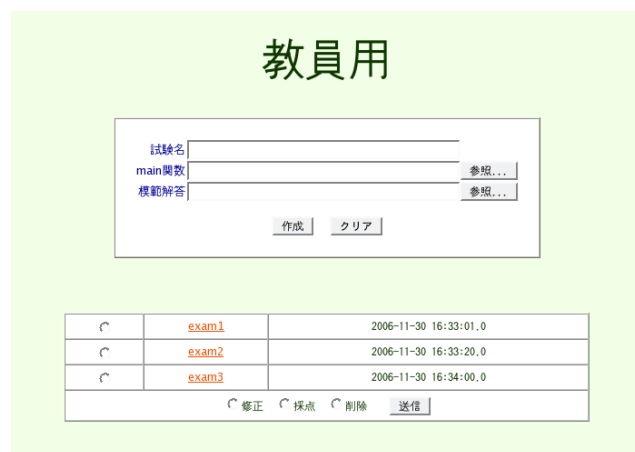 教員用
試験名
main関数 参照...
模範解答 参照...
作成 クリア
exam1 2006-11-30 16:33:01.0
exam2 2006-11-30 16:33:20.0
exam3 2006-11-30 16:34:00.0
修正 採点 削除 送信